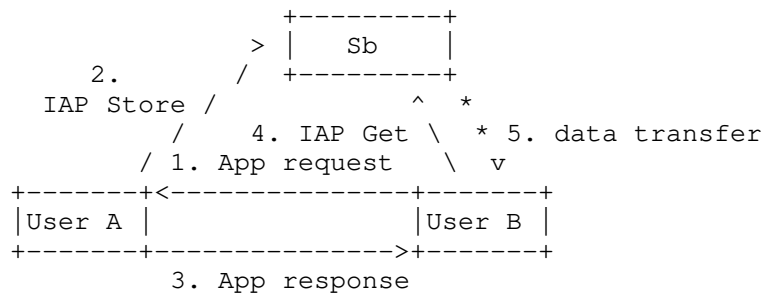 Sb
2.
IAP Store
4. IAP Get
5. data transfer
1. App request
User A
User B
3. App response